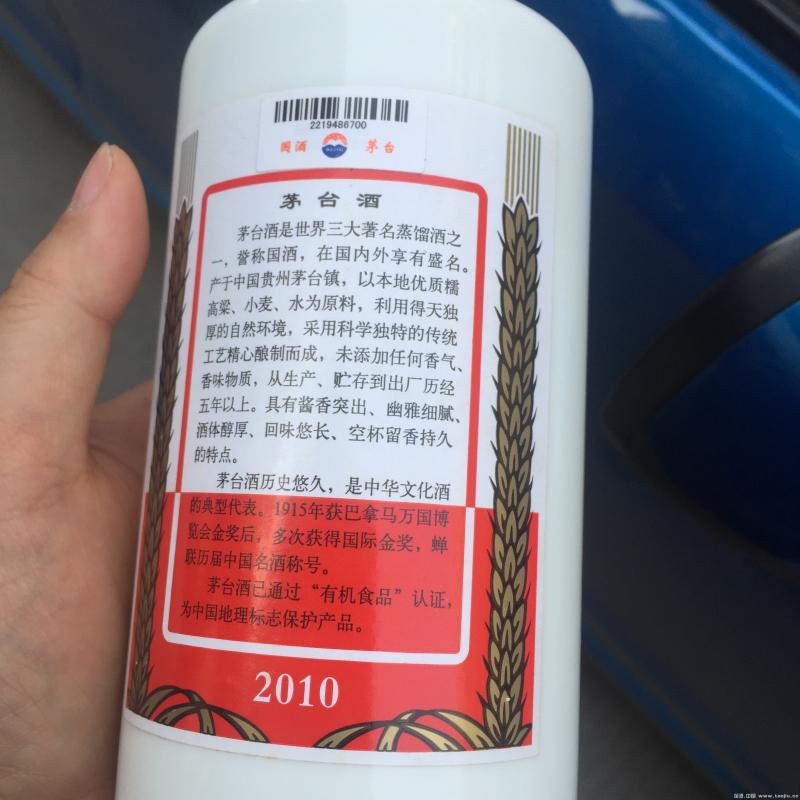 2219486700
国酒 茅台
茅台酒
茅台酒是世界三大著名蒸馏酒之
一，誉称国酒，在国内外享有盛名。
产于中国贵州茅台镇，以本地优质糯
高粱、小麦、水为原料，利用得天独
厚的自然环境，采用科学独特的传统
工艺精心酿制而成，未添加任何香气、
香味物质，从生产、贮存到出厂历经
五年以上。具有酱香突出、幽雅细腻、
酒体醇厚、回味悠长、空杯留香持久
的特点。
茅台酒历史悠久，是中华文化酒
的典型代表。1915年获巴拿马万国博
览会金奖后，多次获得国际金奖，蝉
联历届中国名酒称号。
茅台酒已通过“有机食品”认证，
为中国地理标志保护产品。
2010